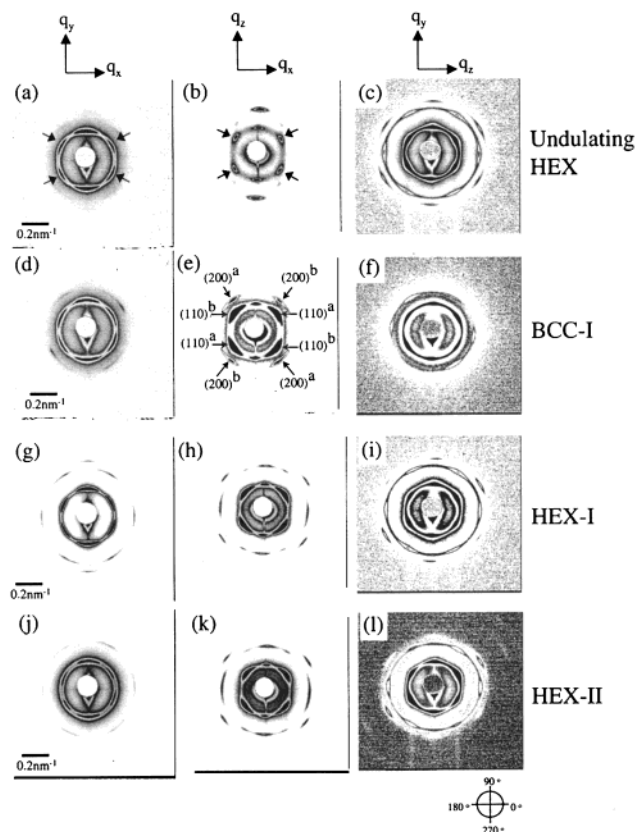 q_y q_z q_y
q_x q_x q_z
(a) (b) (c)
Undulating
HEX
0.2nm⁻¹
(d) (e) (f)
(200)ᵃ (200)ᵇ
(110)ᵇ (110)ᵃ
BCC-I
(110)ᵃ (110)ᵇ
(200)ᵇ (200)ᵃ
0.2nm⁻¹
(g) (h) (i)
HEX-I
0.2nm⁻¹
(j) (k) (l)
HEX-II
0.2nm⁻¹
90°
180° 0°
270°